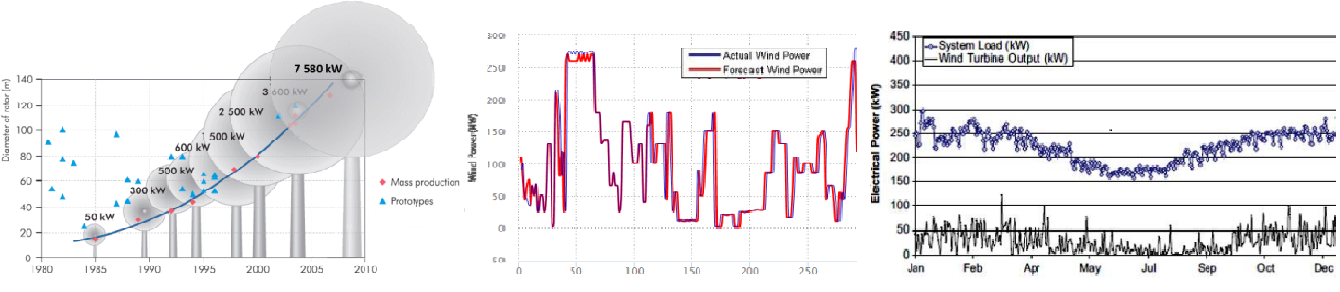 Diameter of rotor (m)
140
120
100
80
60
40
20
0
1980
1985
1990
1995
2000
2005
2010
50 kW
300 kW
500 kW
600 kW
1 500 kW
2 500 kW
3 600 kW
7 580 kW
Mass production
Prototypes
Wind Power(kW)
Actual Wind Power
Forecast Wind Power
0
50
100
150
200
250
Electrical Power (kW)
450
400
350
300
250
200
150
100
50
0
System Load (kW)
Wind Turbine Output (kW)
Jan
Feb
Apr
May
Jul
Sep
Oct
Dec